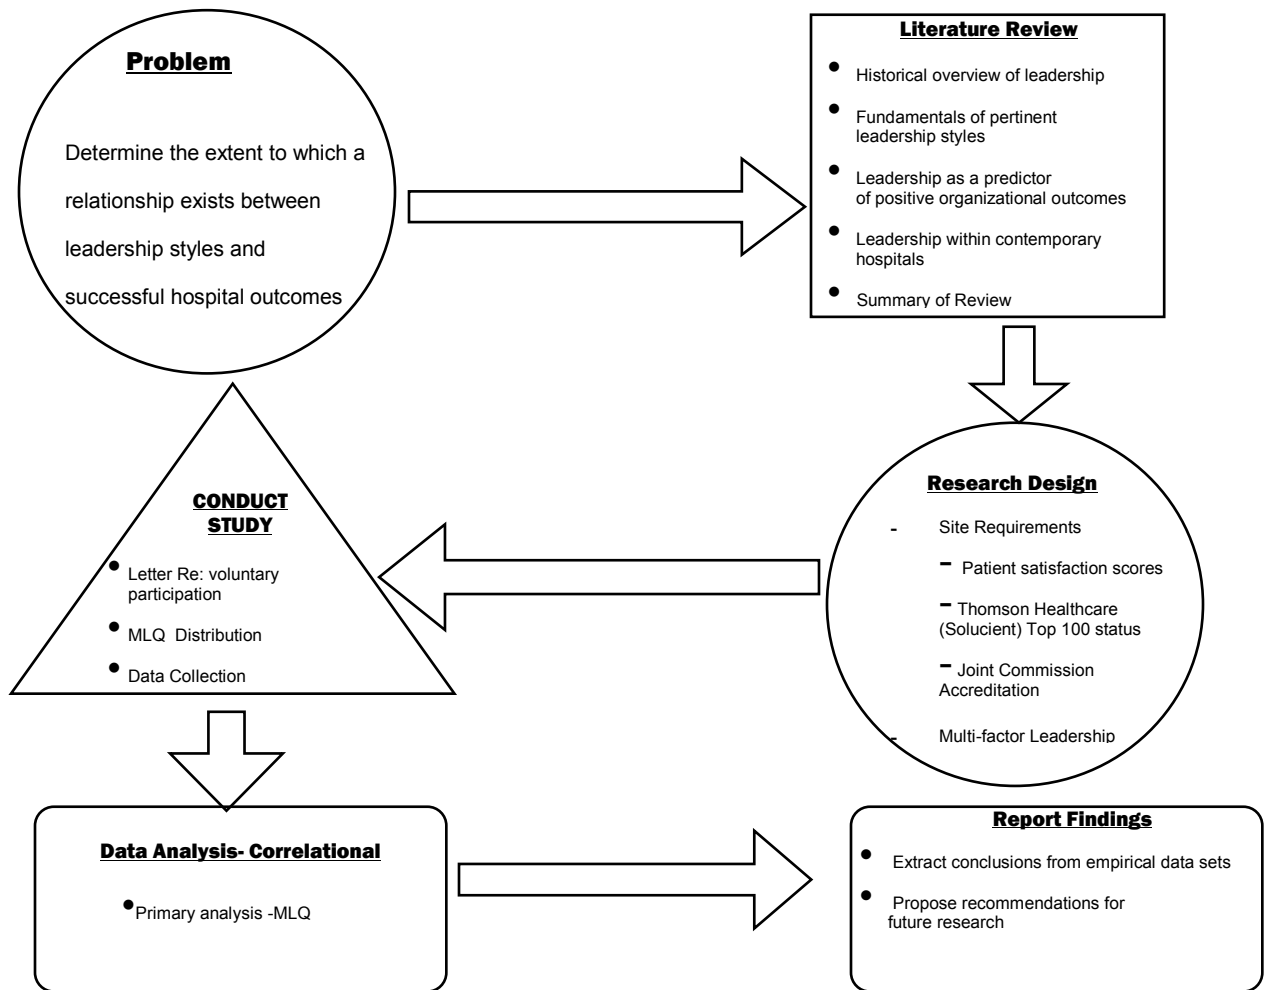 Problem
Determine the extent to which a
relationship exists between
leadership styles and
successful hospital outcomes
Literature Review
• Historical overview of leadership
• Fundamentals of pertinent
leadership styles
• Leadership as a predictor
of positive organizational outcomes
• Leadership within contemporary
hospitals
• Summary of Review
Research Design
- Site Requirements
- Patient satisfaction scores
- Thomson Healthcare
(Solucient) Top 100 status
- Joint Commission
Accreditation
- Multi-factor Leadership
CONDUCT
STUDY
• Letter Re: voluntary
participation
• MLQ Distribution
• Data Collection
Data Analysis- Correlational
• Primary analysis -MLQ
Report Findings
• Extract conclusions from empirical data sets
• Propose recommendations for
future research